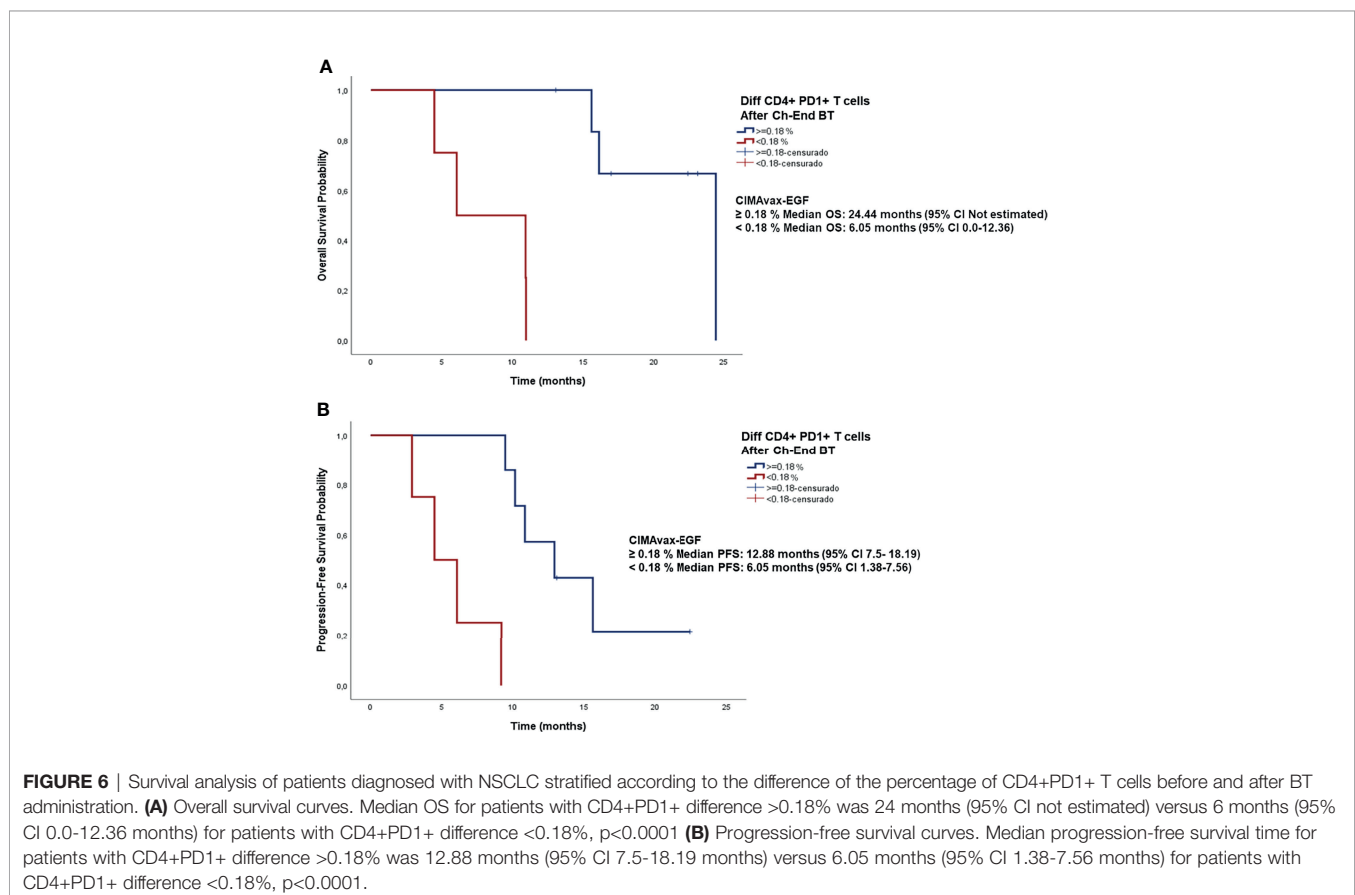 A
Overall Survival Probability
1,0
0,8
0,6
0,4
0,2
0,0
0 5 10 15 20 25
Time (months)
Diff CD4+ PD1+ T cells
After Ch-End BT
>=0.18 %
<0.18 %
>=0.18-censurado
<0.18-censurado
CIMAvax-EGF
≥ 0.18 % Median OS: 24.44 months (95% CI Not estimated)
< 0.18 % Median OS: 6.05 months (95% CI 0.0-12.36)
B
Progression-Free Survival Probability
1,0
0,8
0,6
0,4
0,2
0,0
0 5 10 15 20 25
Time (months)
Diff CD4+ PD1+ T cells
After Ch-End BT
>=0.18 %
<0.18 %
>=0.18-censurado
<0.18-censurado
CIMAvax-EGF
≥ 0.18 % Median PFS: 12.88 months (95% CI 7.5- 18.19)
< 0.18 % Median PFS: 6.05 months (95% CI 1.38-7.56)
FIGURE 6 | Survival analysis of patients diagnosed with NSCLC stratified according to the difference of the percentage of CD4+PD1+ T cells before and after BT
administration. (A) Overall survival curves. Median OS for patients with CD4+PD1+ difference >0.18% was 24 months (95% CI not estimated) versus 6 months (95%
CI 0.0-12.36 months) for patients with CD4+PD1+ difference <0.18%, p<0.0001 (B) Progression-free survival curves. Median progression-free survival time for
patients with CD4+PD1+ difference >0.18% was 12.88 months (95% CI 7.5-18.19 months) versus 6.05 months (95% CI 1.38-7.56 months) for patients with
CD4+PD1+ difference <0.18%, p<0.0001.